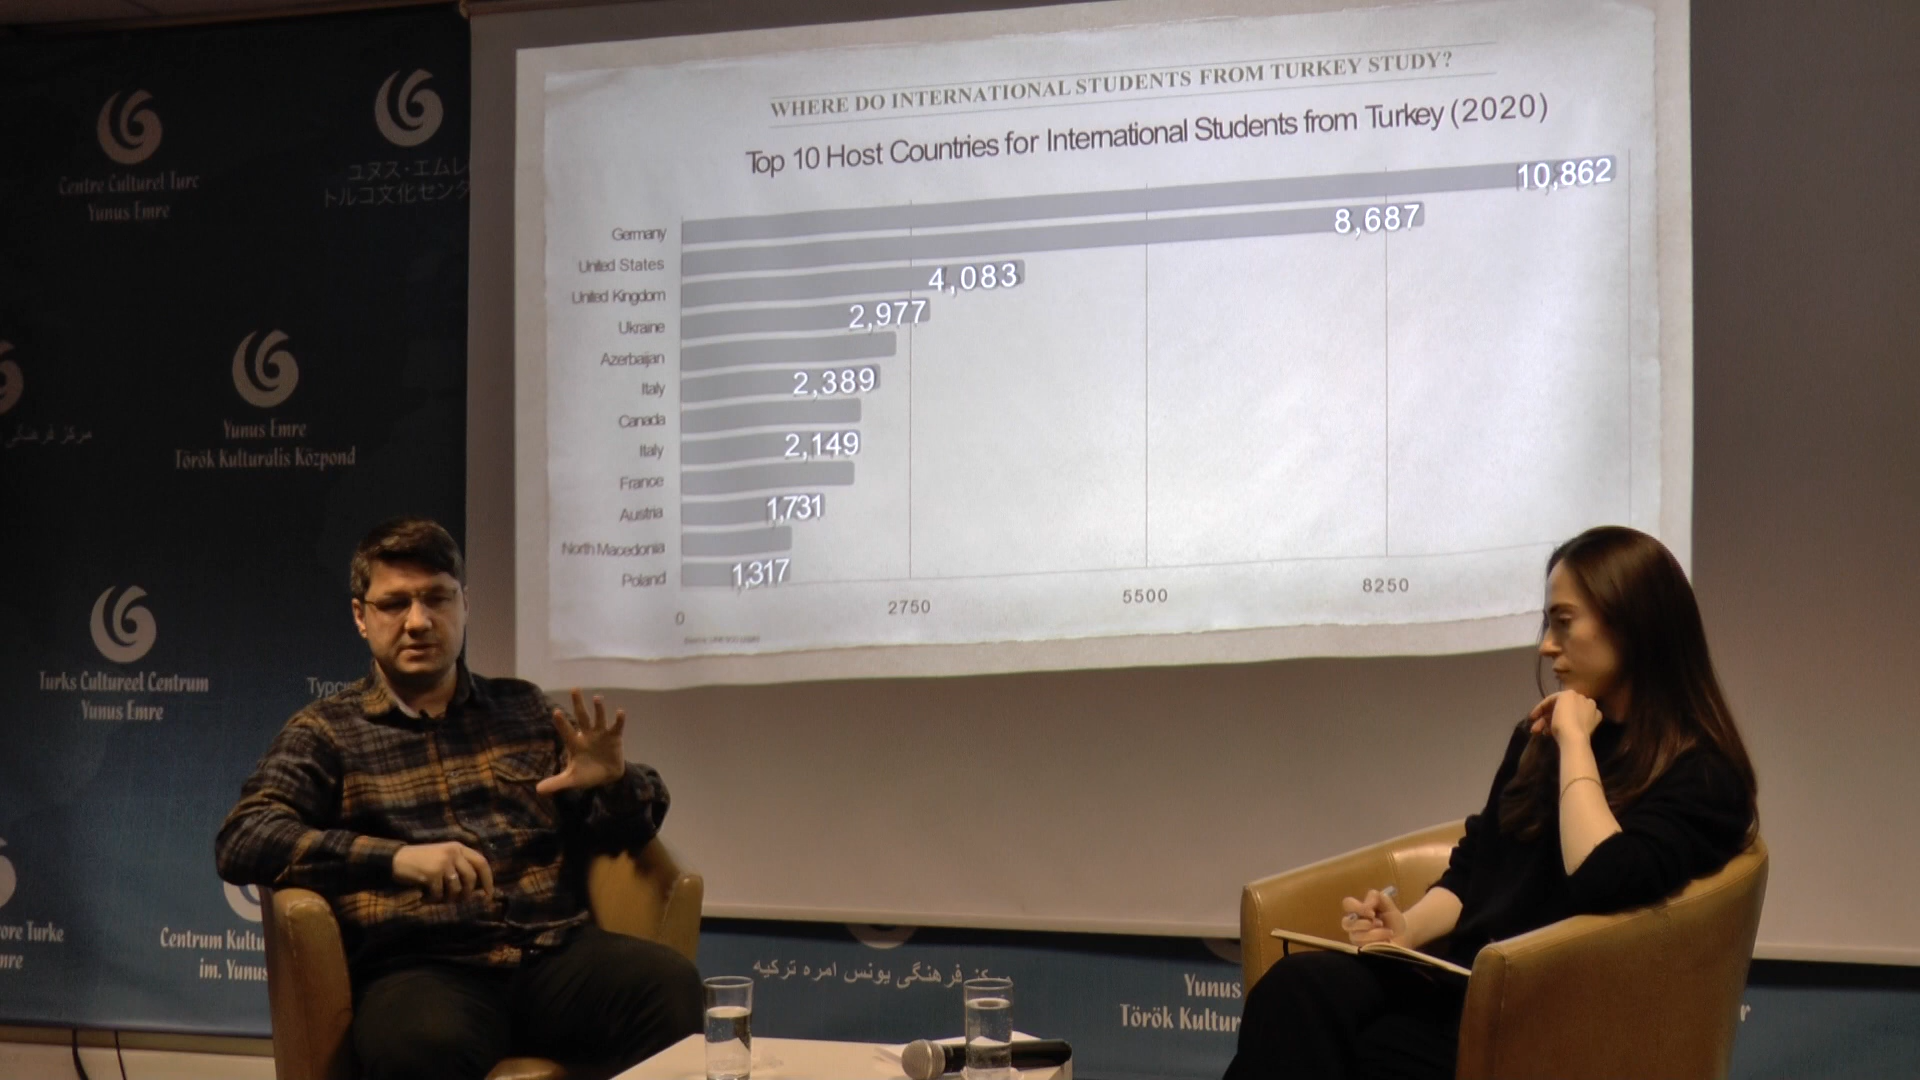 WHERE DO INTERNATIONAL STUDENTS FROM TURKEY STUDY?
Top 10 Host Countries for International Students from Turkey (2020)
Germany 10,862
United States 8,687
United Kingdom 4,083
Ukraine 2,977
Azerbaijan
Italy 2,389
Canada
Italy 2,149
France
Austria 1,731
North Macedonia
Poland 1,317
0 2750 5500 8250
Centre Culturel Turc
Yunus Emre
ユヌス・エムレ
トルコ文化センタ
مرکز فرهنگی
Yunus Emre
Török Kulturalis Központ
Turks Cultureel Centrum
Yunus Emre
Centrum Kultu
im. Yunus
مرکز فرهنگی یونس امره ترکیه
Yunus
Török Kultur